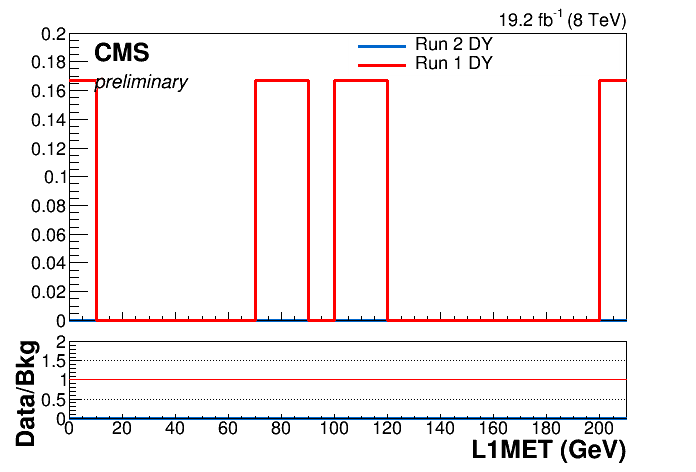 19.2 fb-1 (8 TeV)
CMS
preliminary
Run 2 DY
Run 1 DY
0.2
0.18
0.16
0.14
0.12
0.1
0.08
0.06
0.04
0.02
0
Data/Bkg
2
1.5
1
0.5
0
0 20 40 60 80 100 120 140 160 180 200
L1MET (GeV)